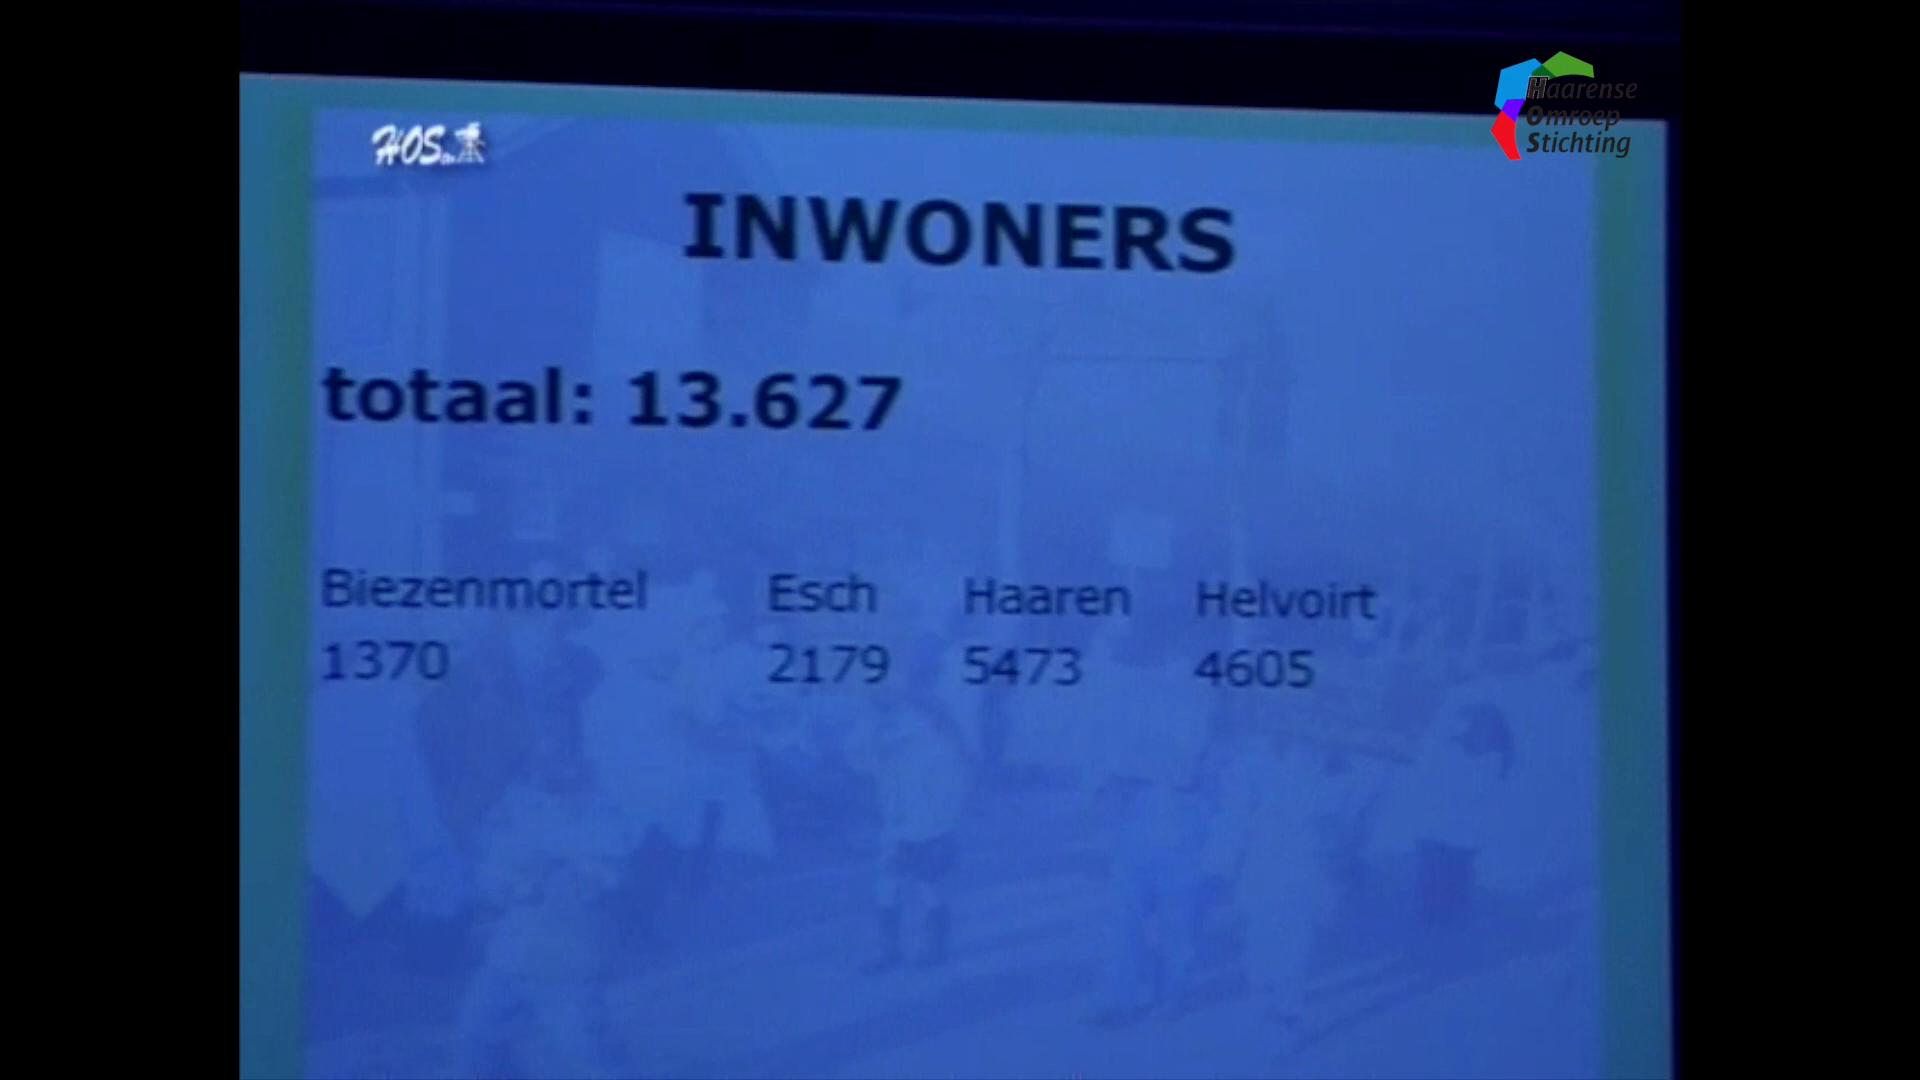 Haarense
Omroep
Stichting
HOS
INWONERS
totaal: 13.627
Biezenmortel Esch Haaren Helvoirt
1370 2179 5473 4605